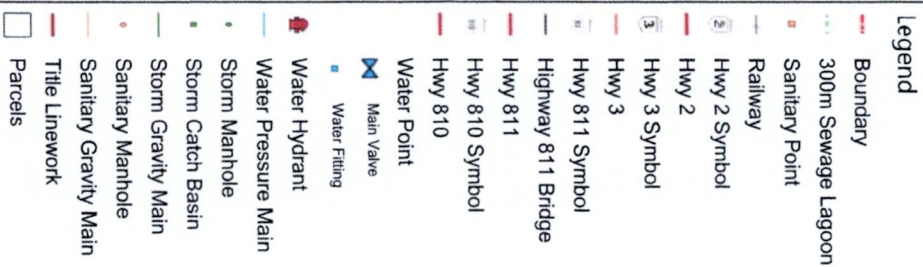 Legend
Boundary
300m Sewage Lagoon
Sanitary Point
Railway
2
Hwy 2 Symbol
Hwy 2
3
Hwy 3 Symbol
Hwy 3
Hwy 811 Symbol
Highway 811 Bridge
Hwy 811
Hwy 810 Symbol
Hwy 810
Water Point
Main Valve
Water Fitting
Water Hydrant
Water Pressure Main
Storm Manhole
Storm Catch Basin
Storm Gravity Main
Sanitary Manhole
Sanitary Gravity Main
Title Linework
Parcels